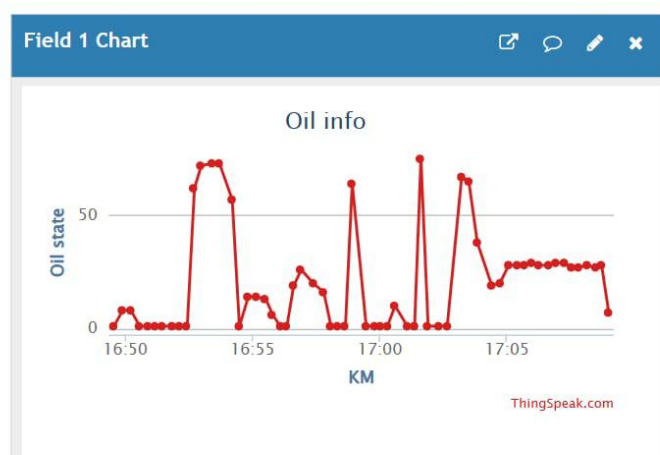 Field 1 Chart
Oil info
Oil state
50
0
16:50 16:55 17:00 17:05
KM
ThingSpeak.com